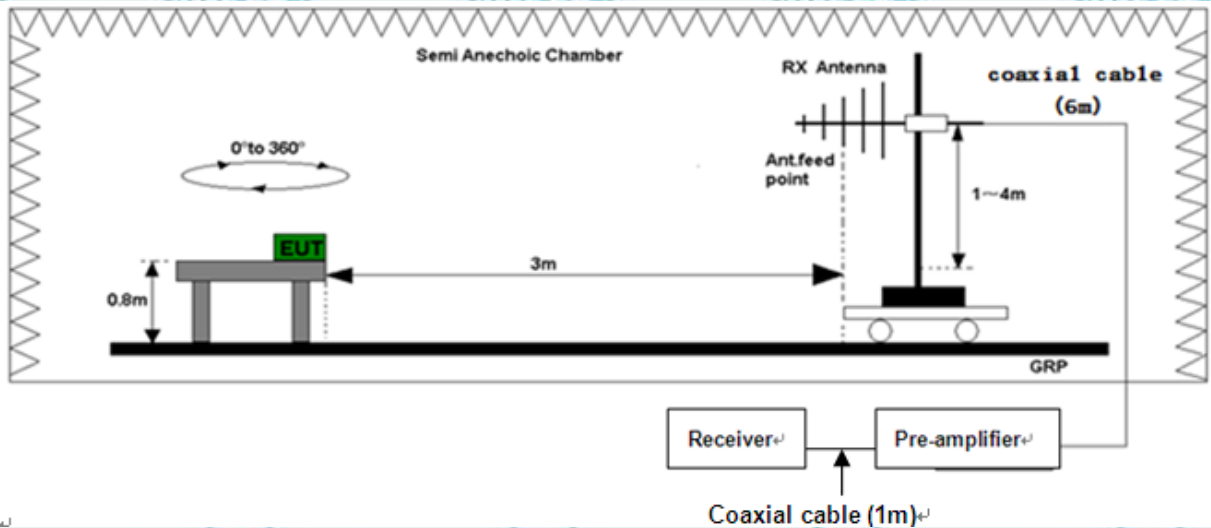 Semi Anechoic Chamber
RX Antenna
coaxial cable
(6m)
0°to 360°
Ant.feed
point
1～4m
EUT
3m
0.8m
GRP
Receiver↵
Pre-amplifier↵
Coaxial cable (1m)↵
↵